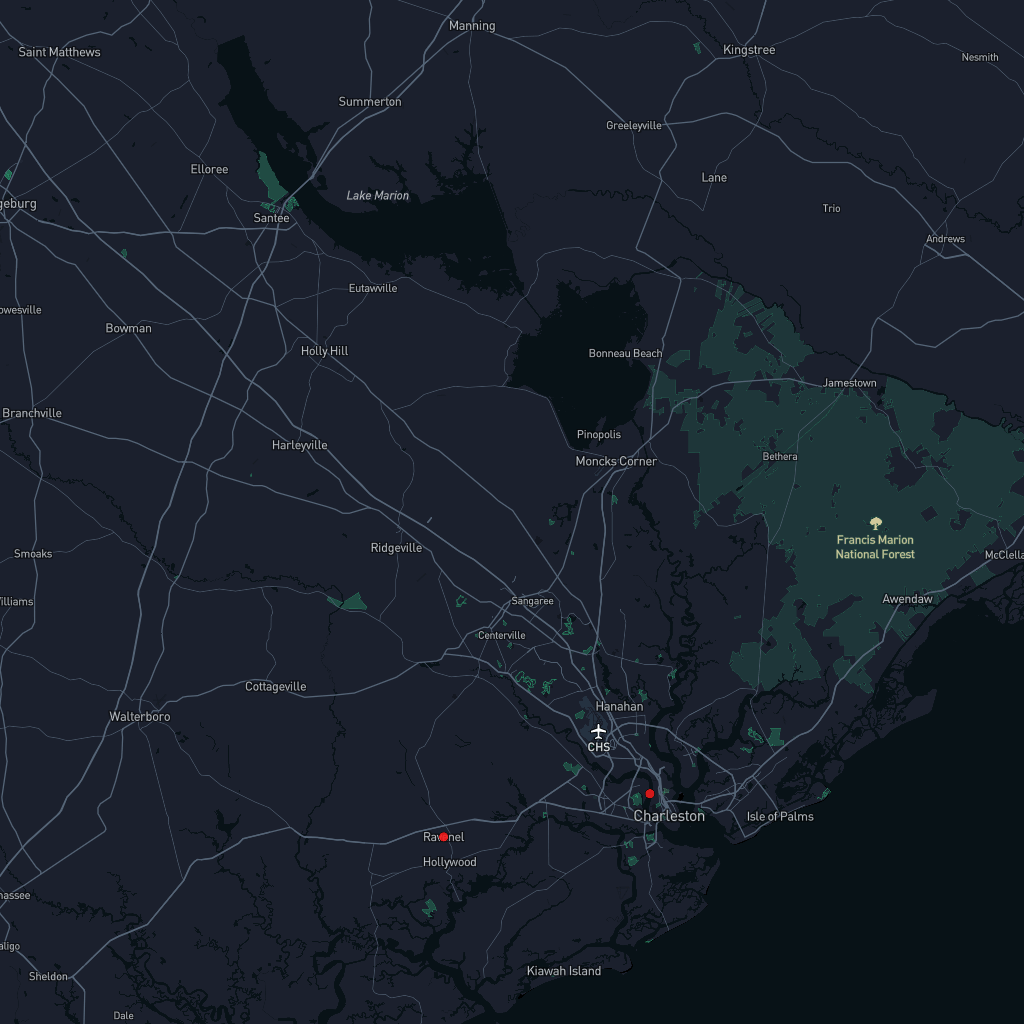 Manning
Saint Matthews
Kingstree
Nesmith
Summerton
Greeleyville
Elloree
Lane
Lake Marion
geburg
Santee
Trio
Andrews
Eutawville
owesville
Bowman
Holly Hill
Bonneau Beach
Jamestown
Branchville
Pinopolis
Harleyville
Bethera
Moncks Corner
Francis Marion
National Forest
Ridgeville
Smoaks
McClella
Williams
Sangaree
Awendaw
Centerville
Cottageville
Hanahan
Walterboro
CHS
Charleston
Isle of Palms
Ravenel
Hollywood
nassee
aligo
Kiawah Island
Sheldon
Dale